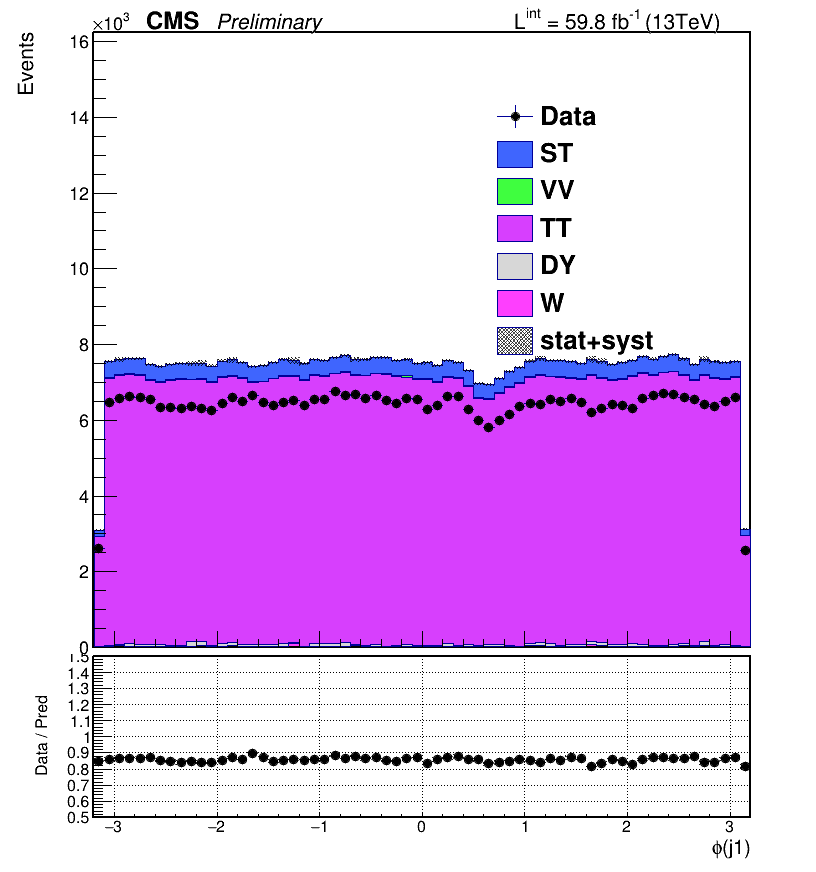 ×10³ CMS Preliminary L^int = 59.8 fb⁻¹ (13TeV)
Events
16
14
12
10
8
6
4
2
0
Data
ST
VV
TT
DY
W
stat+syst
Data / Pred
1.5
1.4
1.3
1.2
1.1
1
0.9
0.8
0.7
0.6
0.5
−3 −2 −1 0 1 2 3
ϕ(j1)